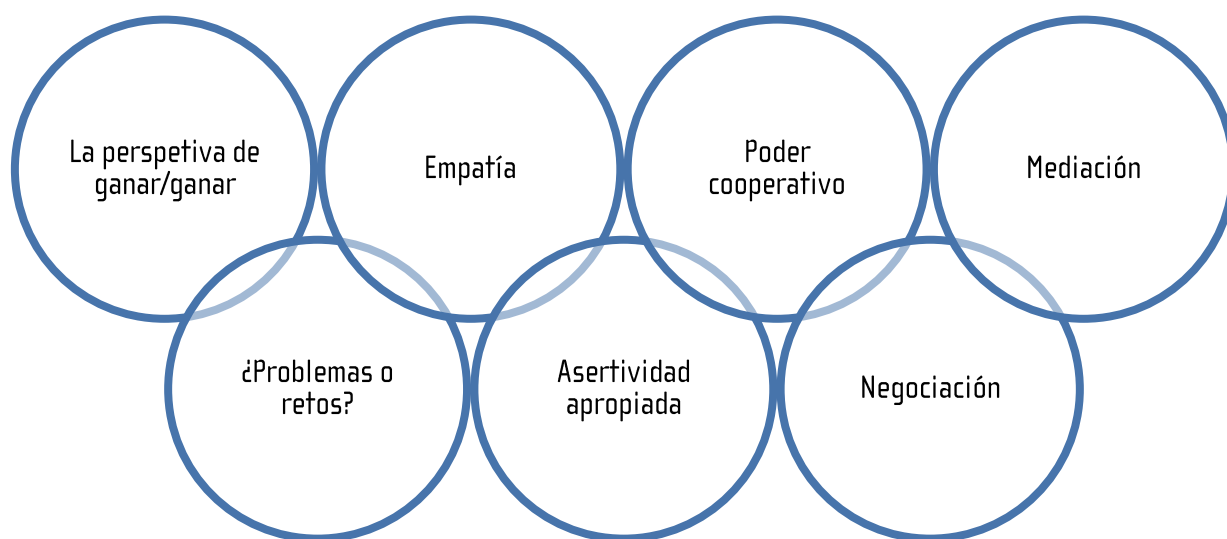 La perspetiva de
ganar/ganar
¿Problemas o
retos?
Empatía
Asertividad
apropiada
Poder
cooperativo
Negociación
Mediación